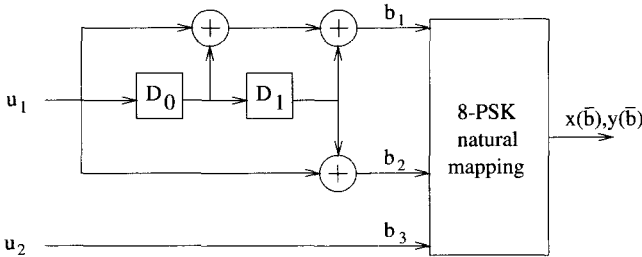 b₁
+
+
u₁
D₀
D₁
8-PSK
natural
mapping
x(b̄),y(b̄)
+
b₂
u₂
b₃